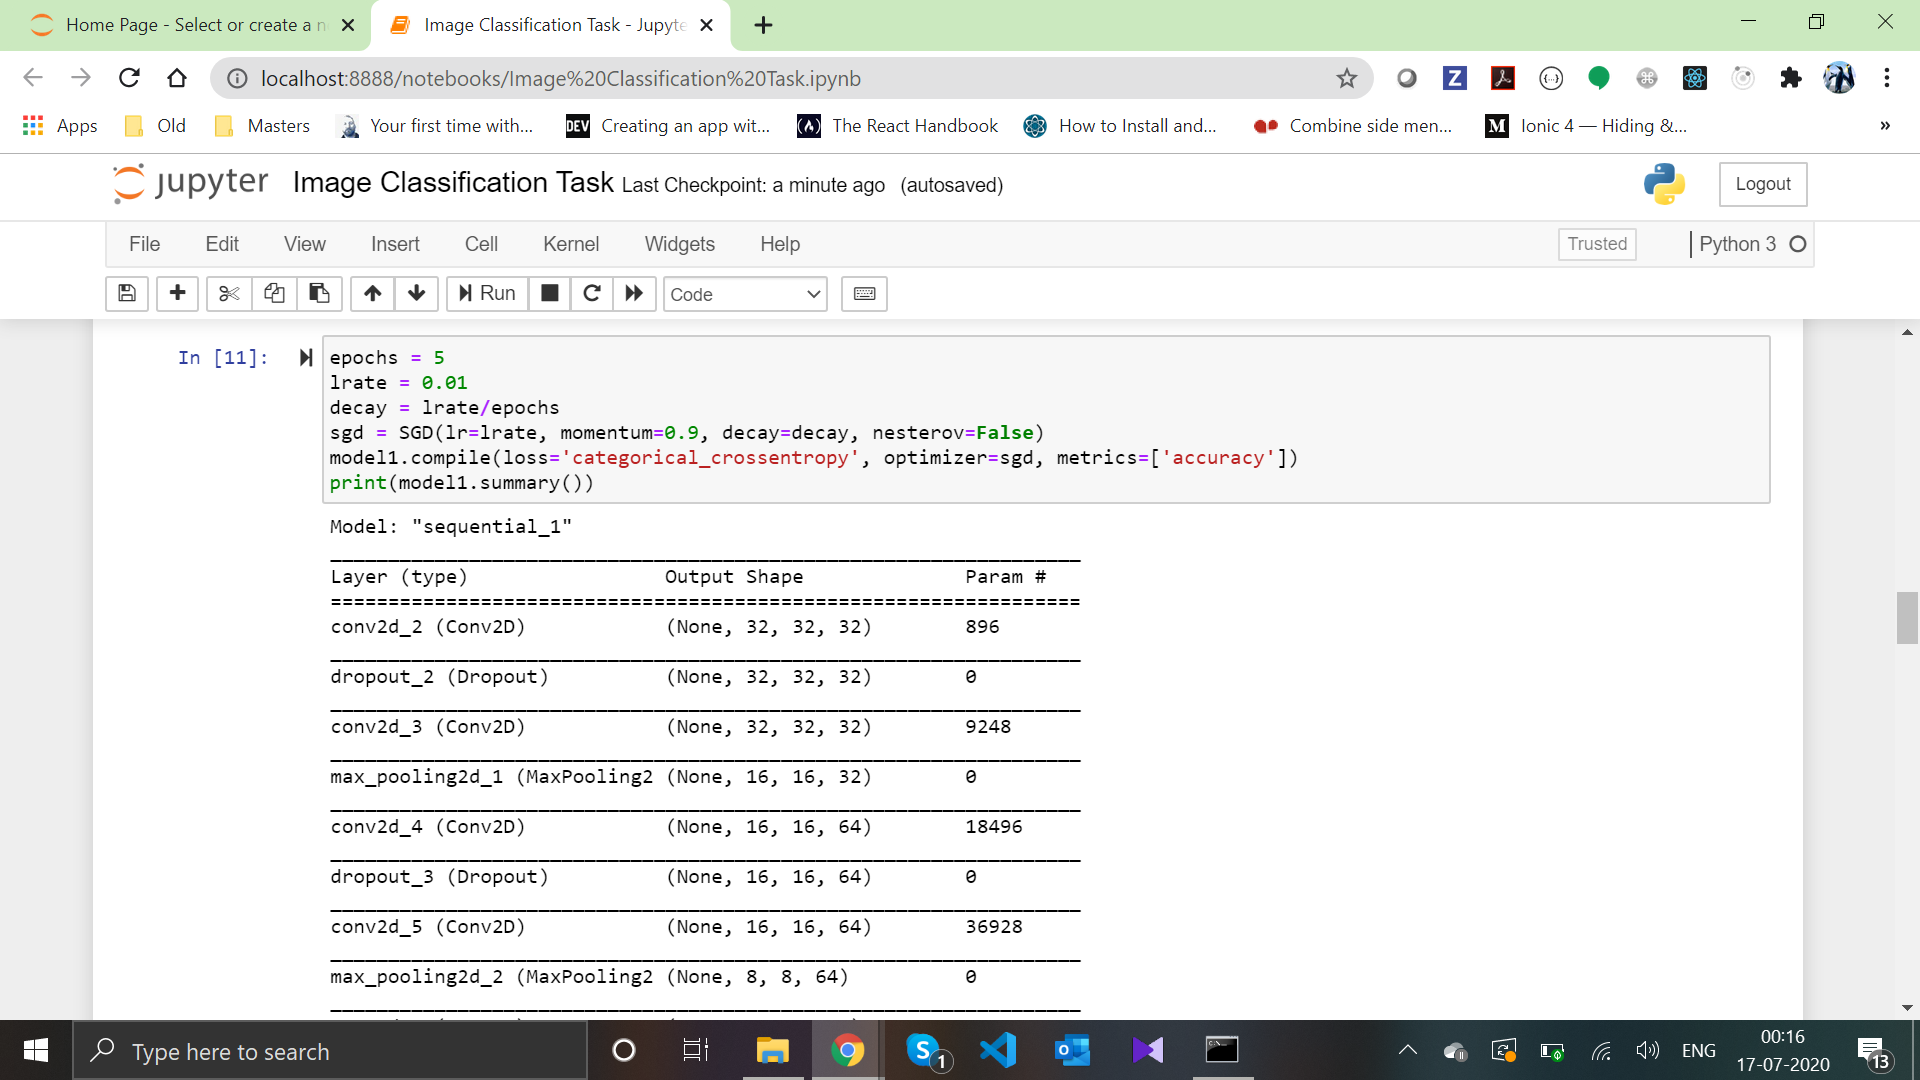 Home Page - Select or create a n
Image Classification Task - Jupyte
localhost:8888/notebooks/Image%20Classification%20Task.ipynb
Apps
Old
Masters
Your first time with...
DEV
Creating an app wit...
The React Handbook
How to Install and...
Combine side men...
M
Ionic 4 — Hiding &...
»
jupyter
Image Classification Task Last Checkpoint: a minute ago (autosaved)
Logout
File
Edit
View
Insert
Cell
Kernel
Widgets
Help
Trusted
Python 3
Run
Code
In [11]:
epochs = 5
lrate = 0.01
decay = lrate/epochs
sgd = SGD(lr=lrate, momentum=0.9, decay=decay, nesterov=False)
model1.compile(loss='categorical_crossentropy', optimizer=sgd, metrics=['accuracy'])
print(model1.summary())
Model: "sequential_1"
_________________________________________________________________
Layer (type)                 Output Shape              Param #
=================================================================
conv2d_2 (Conv2D)            (None, 32, 32, 32)        896
_________________________________________________________________
dropout_2 (Dropout)          (None, 32, 32, 32)        0
_________________________________________________________________
conv2d_3 (Conv2D)            (None, 32, 32, 32)        9248
_________________________________________________________________
max_pooling2d_1 (MaxPooling2 (None, 16, 16, 32)        0
_________________________________________________________________
conv2d_4 (Conv2D)            (None, 16, 16, 64)        18496
_________________________________________________________________
dropout_3 (Dropout)          (None, 16, 16, 64)        0
_________________________________________________________________
conv2d_5 (Conv2D)            (None, 16, 16, 64)        36928
_________________________________________________________________
max_pooling2d_2 (MaxPooling2 (None, 8, 8, 64)          0
_________________________________________________________________
Type here to search
S
1
ENG
00:16
17-07-2020
13